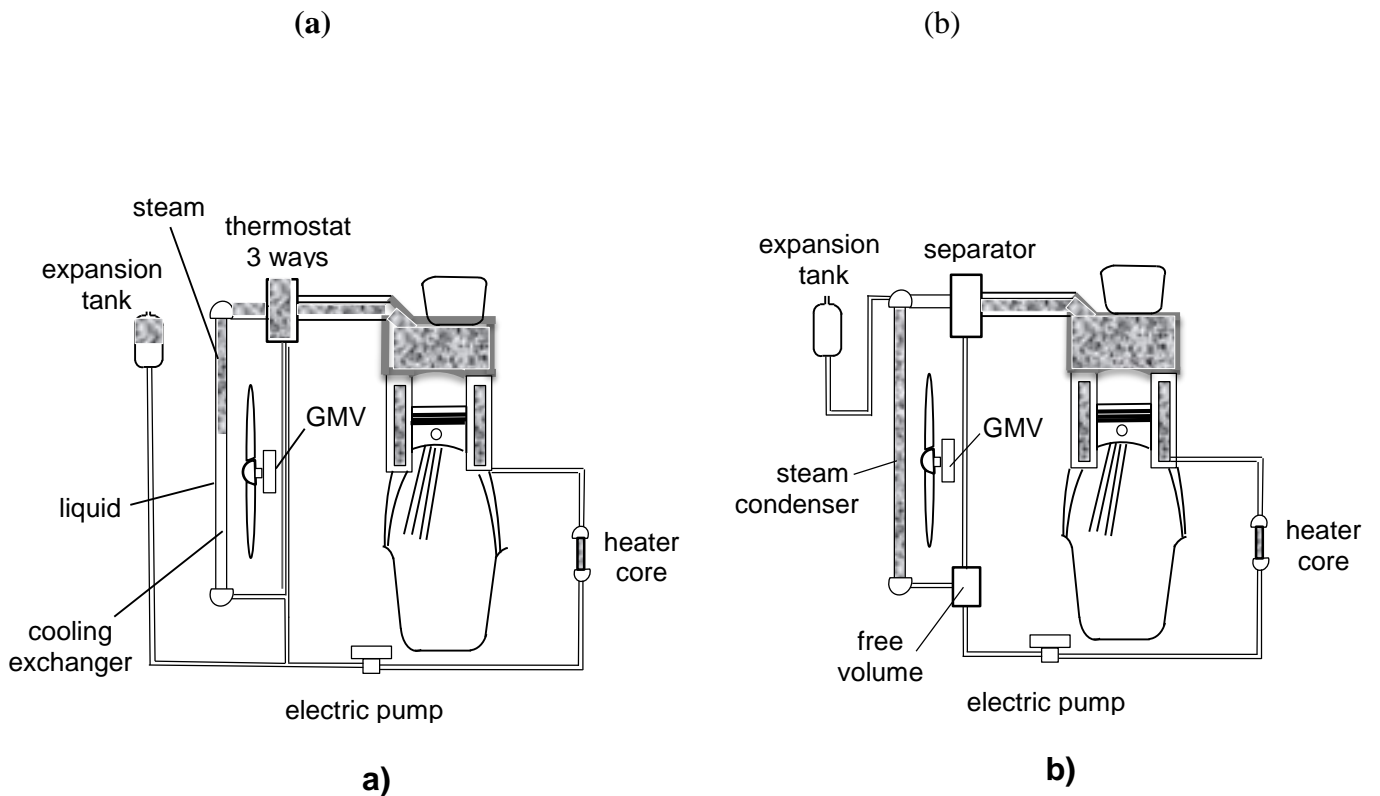 (a)
(b)
steam
thermostat
3 ways
expansion
tank
GMV
liquid
cooling
exchanger
heater
core
electric pump
a)
expansion
tank
separator
GMV
steam
condenser
heater
core
free
volume
electric pump
b)